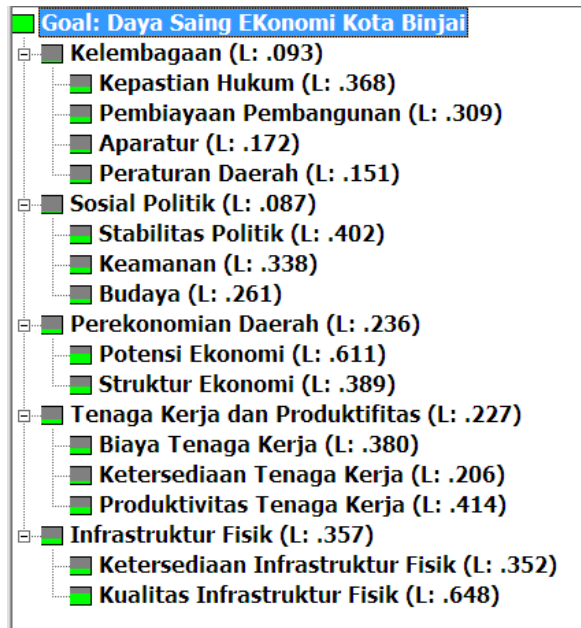 Goal: Daya Saing EKonomi Kota Binjai
Kelembagaan (L: .093)
Kepastian Hukum (L: .368)
Pembiayaan Pembangunan (L: .309)
Aparatur (L: .172)
Peraturan Daerah (L: .151)
Sosial Politik (L: .087)
Stabilitas Politik (L: .402)
Keamanan (L: .338)
Budaya (L: .261)
Perekonomian Daerah (L: .236)
Potensi Ekonomi (L: .611)
Struktur Ekonomi (L: .389)
Tenaga Kerja dan Produktifitas (L: .227)
Biaya Tenaga Kerja (L: .380)
Ketersediaan Tenaga Kerja (L: .206)
Produktivitas Tenaga Kerja (L: .414)
Infrastruktur Fisik (L: .357)
Ketersediaan Infrastruktur Fisik (L: .352)
Kualitas Infrastruktur Fisik (L: .648)